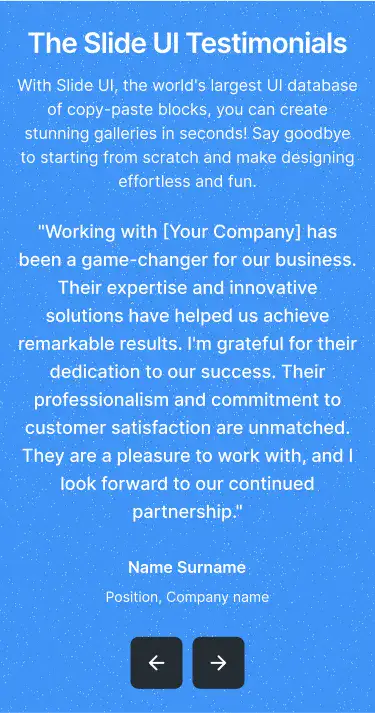 The Slide UI Testimonials
With Slide UI, the world's largest UI database
of copy-paste blocks, you can create
stunning galleries in seconds! Say goodbye
to starting from scratch and make designing
effortless and fun.
"Working with [Your Company] has
been a game-changer for our business.
Their expertise and innovative
solutions have helped us achieve
remarkable results. I'm grateful for their
dedication to our success. Their
professionalism and commitment to
customer satisfaction are unmatched.
They are a pleasure to work with, and I
look forward to our continued
partnership."
Name Surname
Position, Company name